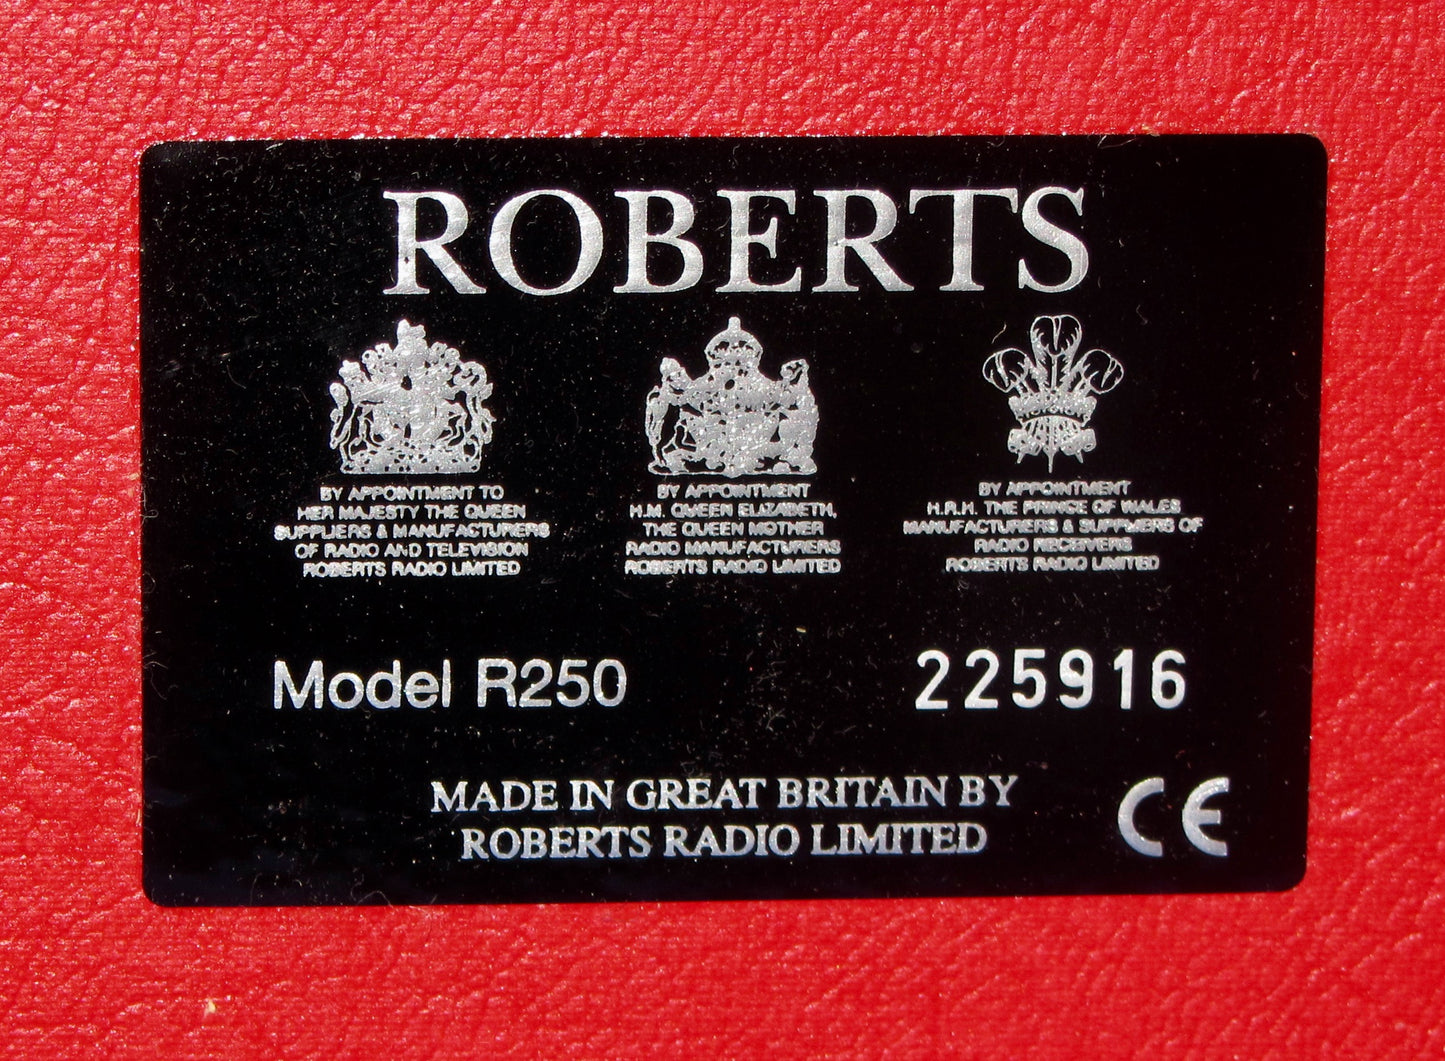 ROBERTS
BY APPOINTMENT TO
HER MAJESTY THE QUEEN
SUPPLIERS & MANUFACTURERS
OF RADIO AND TELEVISION
ROBERTS RADIO LIMITED
BY APPOINTMENT
H.M. QUEEN ELIZABETH,
THE QUEEN MOTHER
RADIO MANUFACTURERS
ROBERTS RADIO LIMITED
BY APPOINTMENT
H.R.H. THE PRINCE OF WALES
MANUFACTURERS & SUPPLIERS OF
RADIO RECEIVERS
ROBERTS RADIO LIMITED
Model R250
225916
MADE IN GREAT BRITAIN BY
ROBERTS RADIO LIMITED
CE